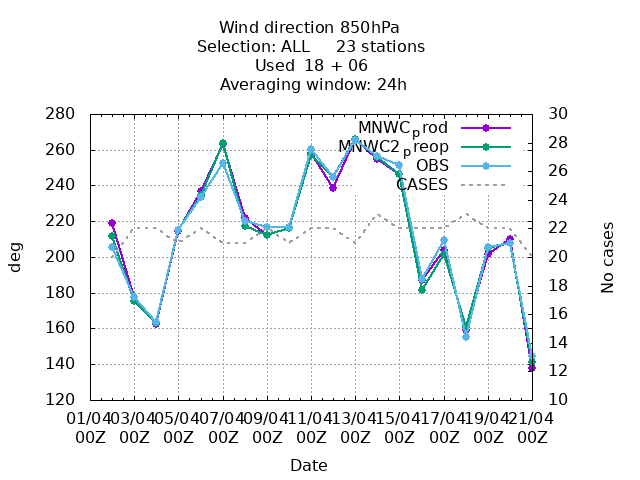 Wind direction 850hPa
Selection: ALL 23 stations
Used 18 + 06
Averaging window: 24h
280 30
260 28
240 26
220 24
200 22
180 20
160 18
140 16
120 14
12
10
MNWCprod
MNWC2preop
OBS
CASES
deg
No cases
01/04 03/04 05/04 07/04 09/04 11/04 13/04 15/04 17/04 19/04 21/04
00Z 00Z 00Z 00Z 00Z 00Z 00Z 00Z 00Z 00Z 00Z
Date